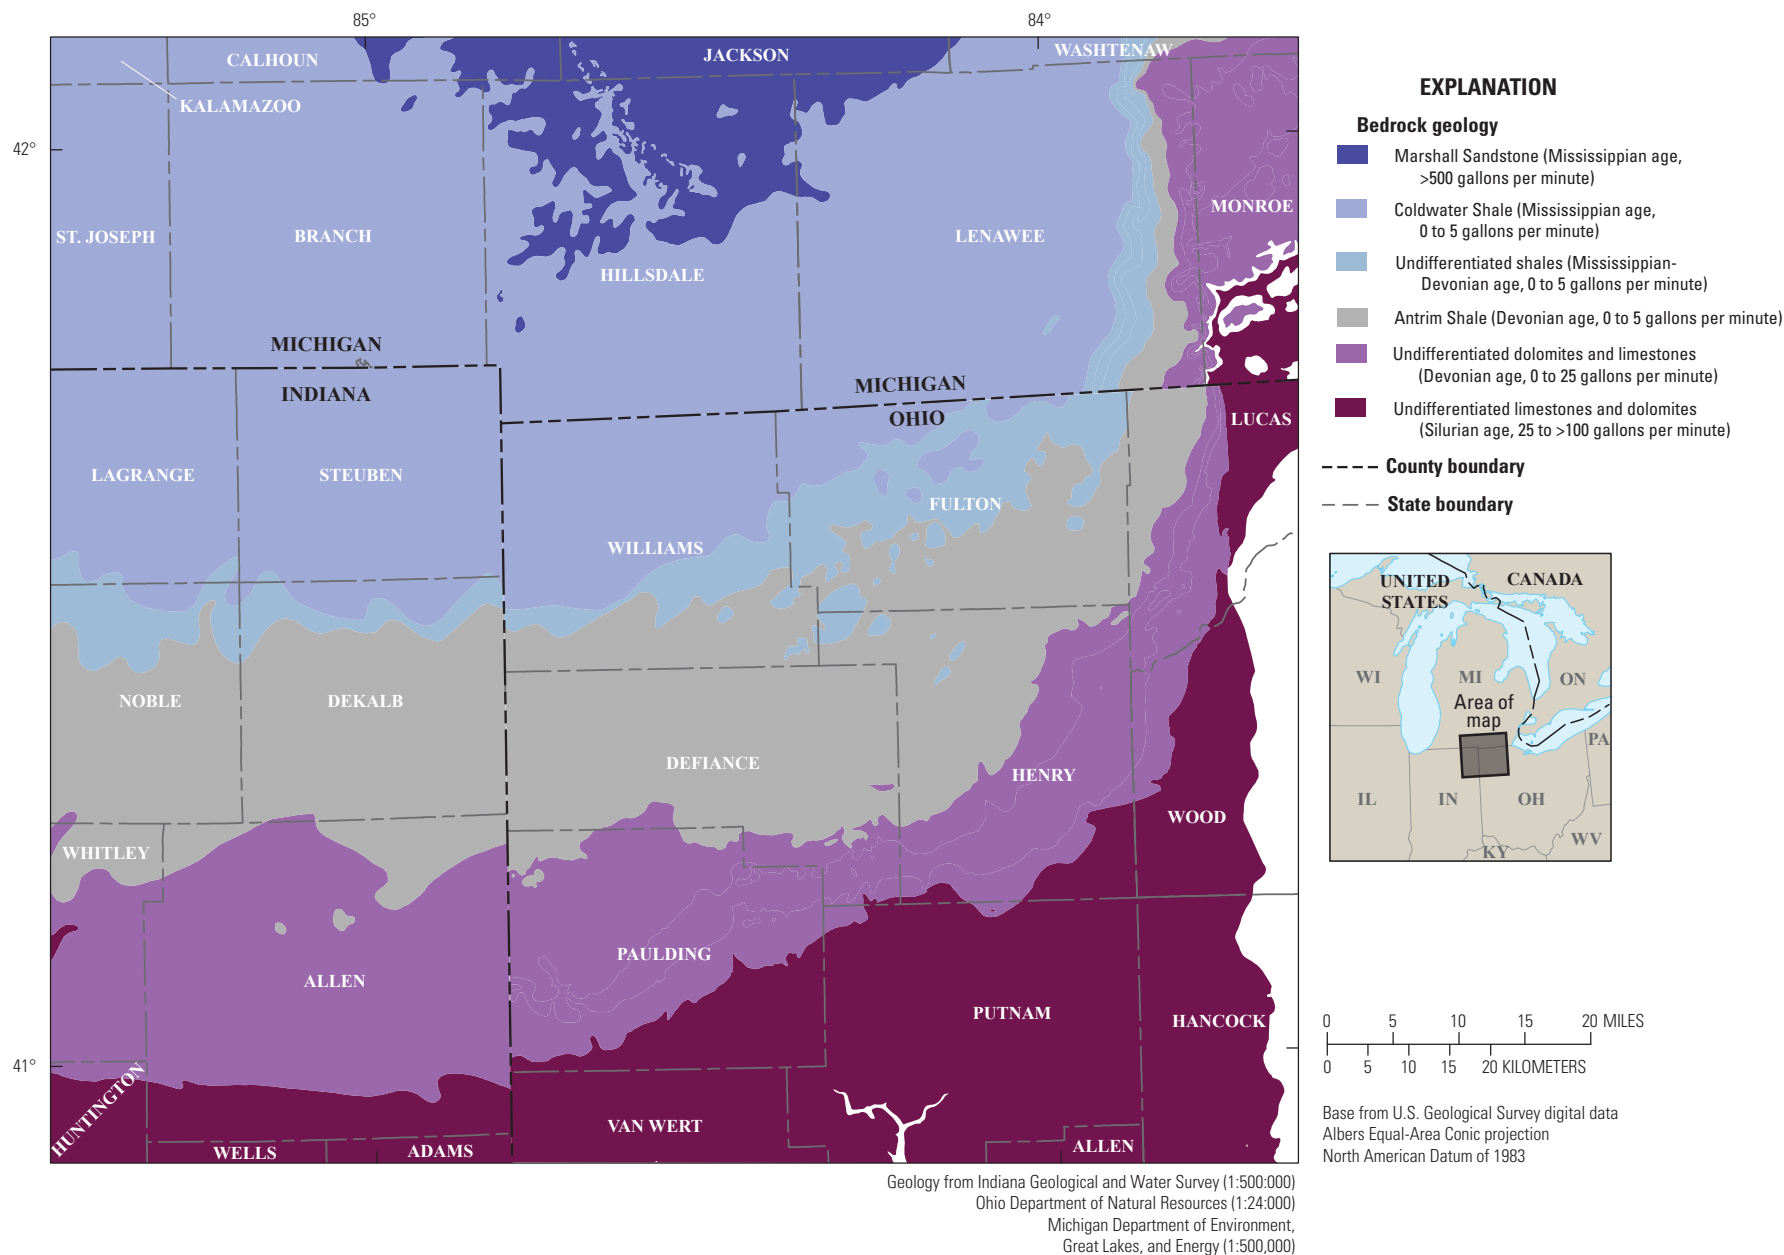 85°
84°
42°
41°
CALHOUN
JACKSON
WASHTENAW
KALAMAZOO
ST. JOSEPH
BRANCH
HILLSDALE
LENAWEE
MONROE
MICHIGAN
INDIANA
MICHIGAN
OHIO
LUCAS
LAGRANGE
STEUBEN
WILLIAMS
FULTON
NOBLE
DEKALB
DEFIANCE
HENRY
WOOD
WHITLEY
ALLEN
PAULDING
PUTNAM
HANCOCK
HUNTINGTON
WELLS
ADAMS
VAN WERT
ALLEN
EXPLANATION
Bedrock geology
Marshall Sandstone (Mississippian age,
>500 gallons per minute)
Coldwater Shale (Mississippian age,
0 to 5 gallons per minute)
Undifferentiated shales (Mississippian-
Devonian age, 0 to 5 gallons per minute)
Antrim Shale (Devonian age, 0 to 5 gallons per minute)
Undifferentiated dolomites and limestones
(Devonian age, 0 to 25 gallons per minute)
Undifferentiated limestones and dolomites
(Silurian age, 25 to >100 gallons per minute)
County boundary
State boundary
UNITED
STATES
CANADA
WI
MI
ON
Area of
map
PA
IL
IN
OH
WV
KY
0 5 10 15 20 MILES
0 5 10 15 20 KILOMETERS
Base from U.S. Geological Survey digital data
Albers Equal-Area Conic projection
North American Datum of 1983
Geology from Indiana Geological and Water Survey (1:500:000)
Ohio Department of Natural Resources (1:24:000)
Michigan Department of Environment,
Great Lakes, and Energy (1:500,000)